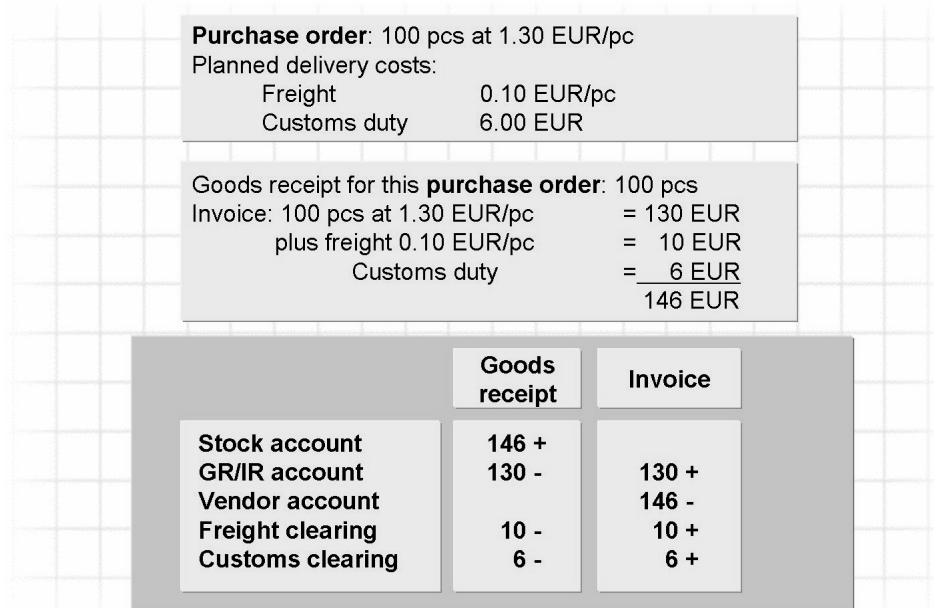 Purchase order: 100 pcs at 1.30 EUR/pc
Planned delivery costs:
Freight 0.10 EUR/pc
Customs duty 6.00 EUR
Goods receipt for this purchase order: 100 pcs
Invoice: 100 pcs at 1.30 EUR/pc = 130 EUR
plus freight 0.10 EUR/pc = 10 EUR
Customs duty = 6 EUR
146 EUR
Goods receipt Invoice
Stock account 146 +
GR/IR account 130 - 130 +
Vendor account 146 -
Freight clearing 10 - 10 +
Customs clearing 6 - 6 +